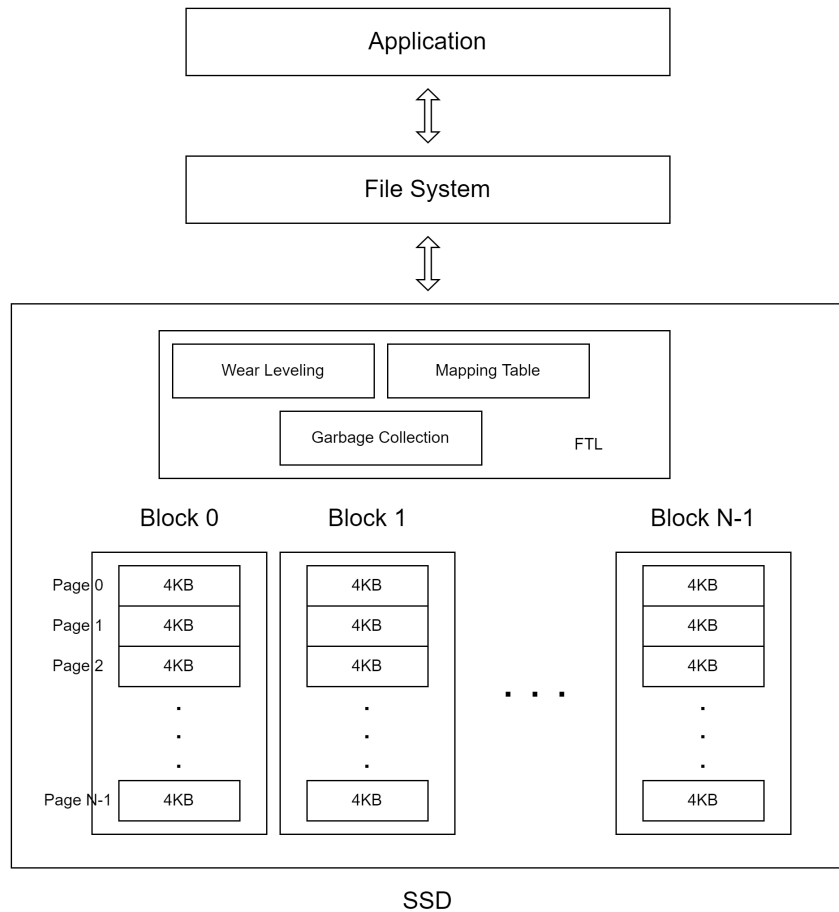 Application
File System
Wear Leveling Mapping Table
Garbage Collection
FTL
Block 0 Block 1 Block N-1
Page 0 4KB 4KB 4KB
Page 1 4KB 4KB 4KB
Page 2 4KB 4KB 4KB
Page N-1 4KB 4KB 4KB
SSD